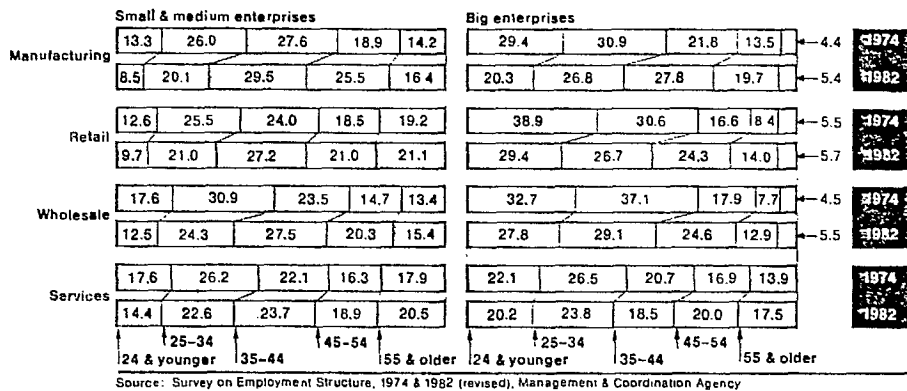 Small & medium enterprises Big enterprises
13.3 26.0 27.6 18.9 14.2 29.4 30.9 21.8 13.5 4.4 1974
Manufacturing
8.5 20.1 29.5 25.5 16.4 20.3 26.8 27.8 19.7 5.4 1982
12.6 25.5 24.0 18.5 19.2 38.9 30.6 16.6 8.4 5.5 1974
Retail
9.7 21.0 27.2 21.0 21.1 29.4 26.7 24.3 14.0 5.7 1982
17.6 30.9 23.5 14.7 13.4 32.7 37.1 17.9 7.7 4.5 1974
Wholesale
12.5 24.3 27.5 20.3 15.4 27.8 29.1 24.6 12.9 5.5 1982
17.6 26.2 22.1 16.3 17.9 22.1 26.5 20.7 16.9 13.9 1974
Services
14.4 22.6 23.7 18.9 20.5 20.2 23.8 18.5 20.0 17.5 1982
25-34 45-54 25-34 45-54
24 & younger 35-44 55 & older 24 & younger 35-44 55 & older
Source: Survey on Employment Structure, 1974 & 1982 (revised), Management & Coordination Agency